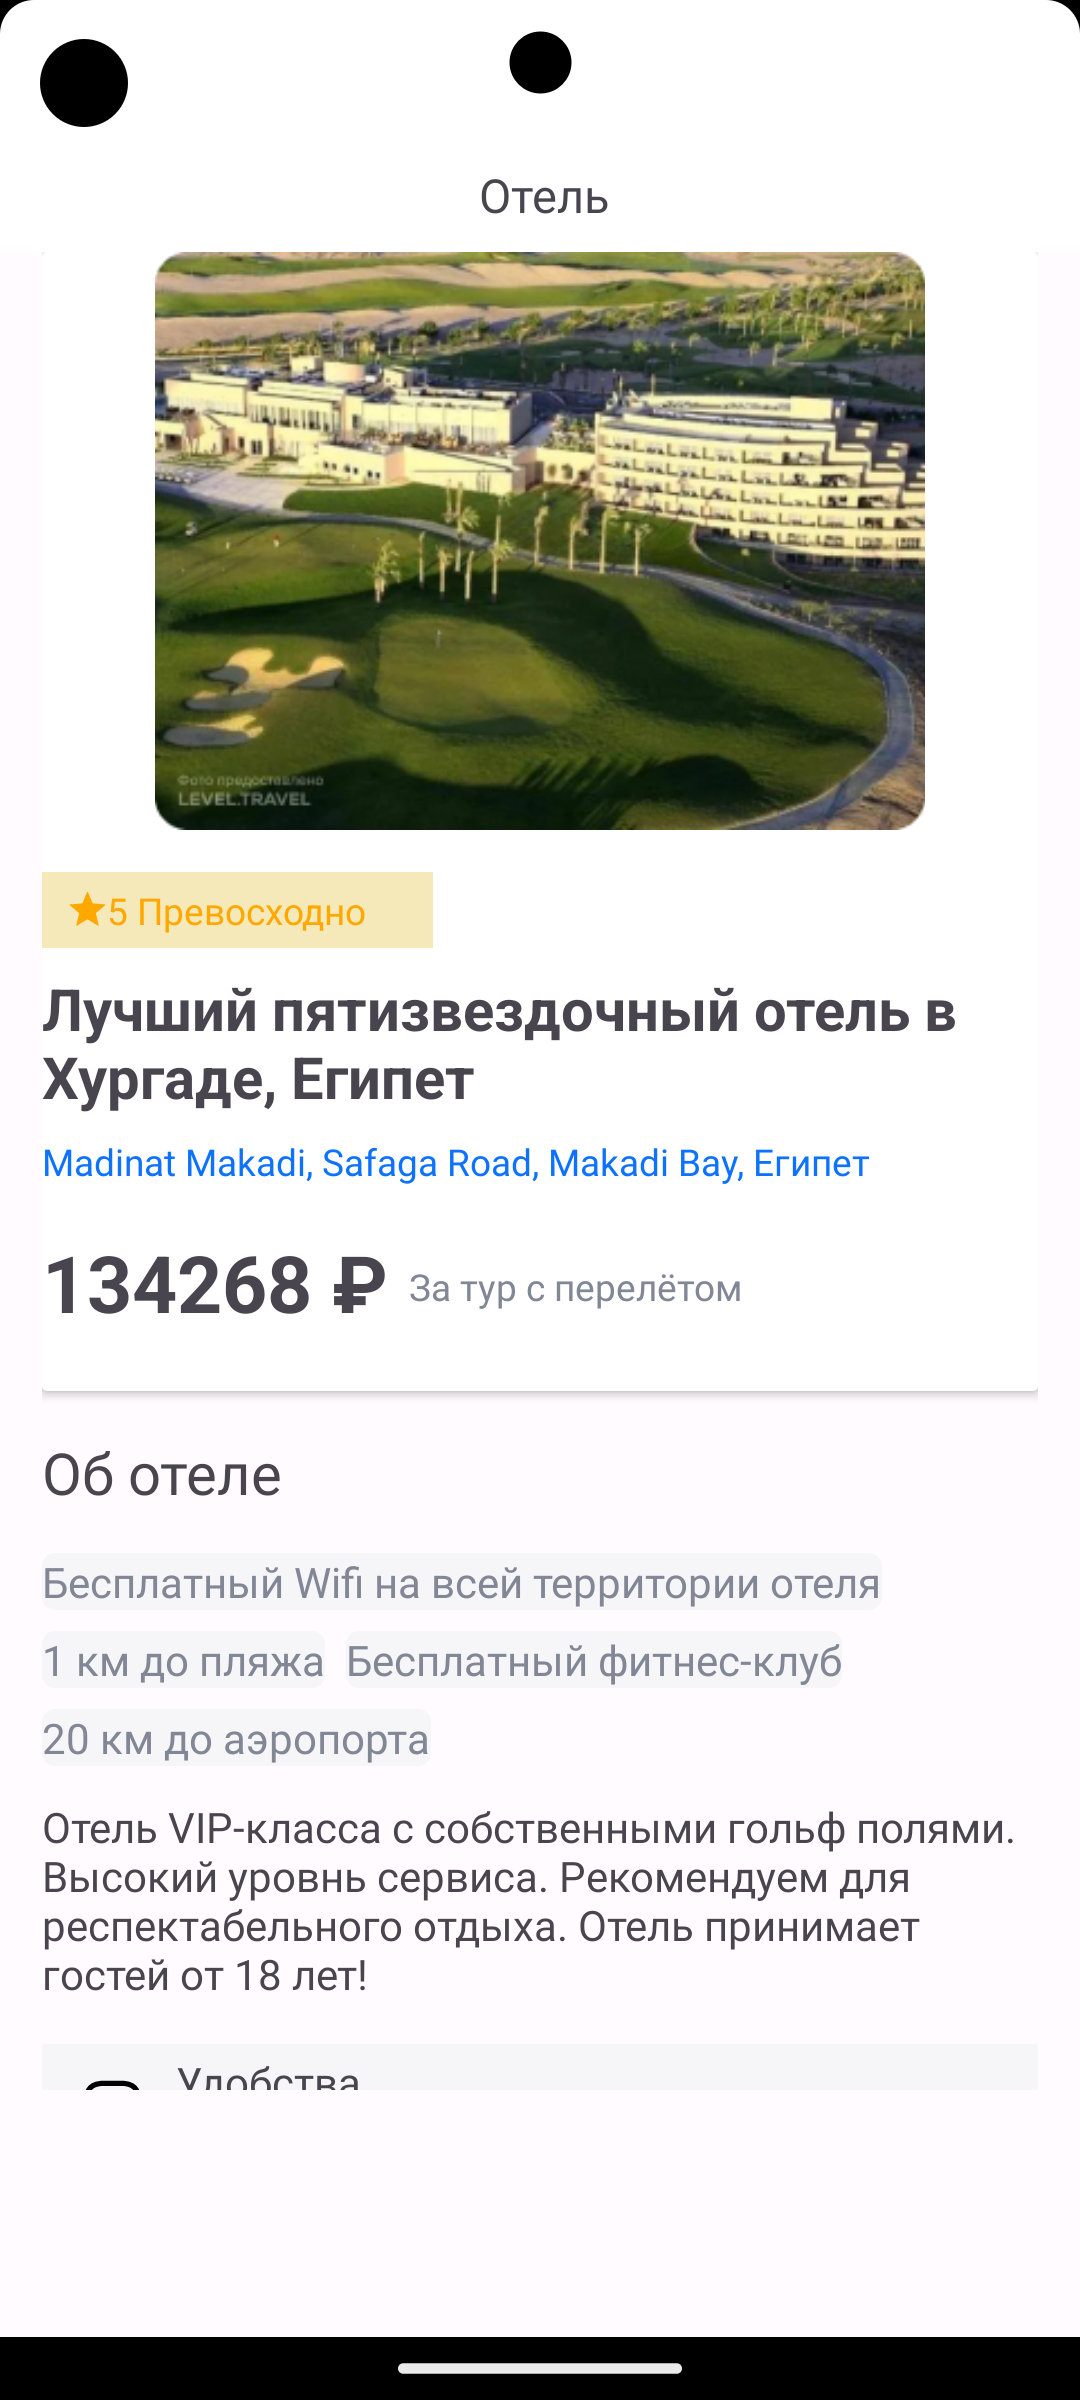 Отель
Фото предоставлено
LEVEL.TRAVEL
5 Превосходно
Лучший пятизвездочный отель в
Хургаде, Египет
Madinat Makadi, Safaga Road, Makadi Bay, Египет
134268 ₽ За тур с перелётом
Об отеле
Бесплатный Wifi на всей территории отеля
1 км до пляжа Бесплатный фитнес-клуб
20 км до аэропорта
Отель VIP-класса с собственными гольф полями.
Высокий уровнь сервиса. Рекомендуем для
респектабельного отдыха. Отель принимает
гостей от 18 лет!
Удобства